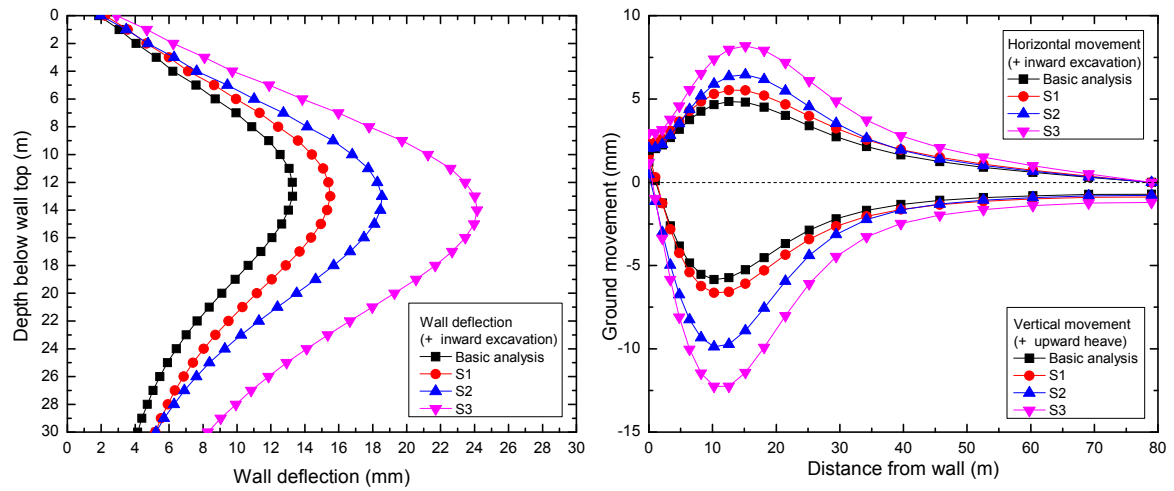 0
2
4
6
8
10
12
14
16
18
20
22
24
26
28
30
Depth below wall top (m)
Wall deflection
(+ inward excavation)
Basic analysis
S1
S2
S3
0 2 4 6 8 10 12 14 16 18 20 22 24 26 28 30
Wall deflection (mm)
10
5
0
-5
-10
-15
Ground movement (mm)
Horizontal movement
(+ inward excavation)
Basic analysis
S1
S2
S3
Vertical movement
(+ upward heave)
Basic analysis
S1
S2
S3
0 10 20 30 40 50 60 70 80
Distance from wall (m)